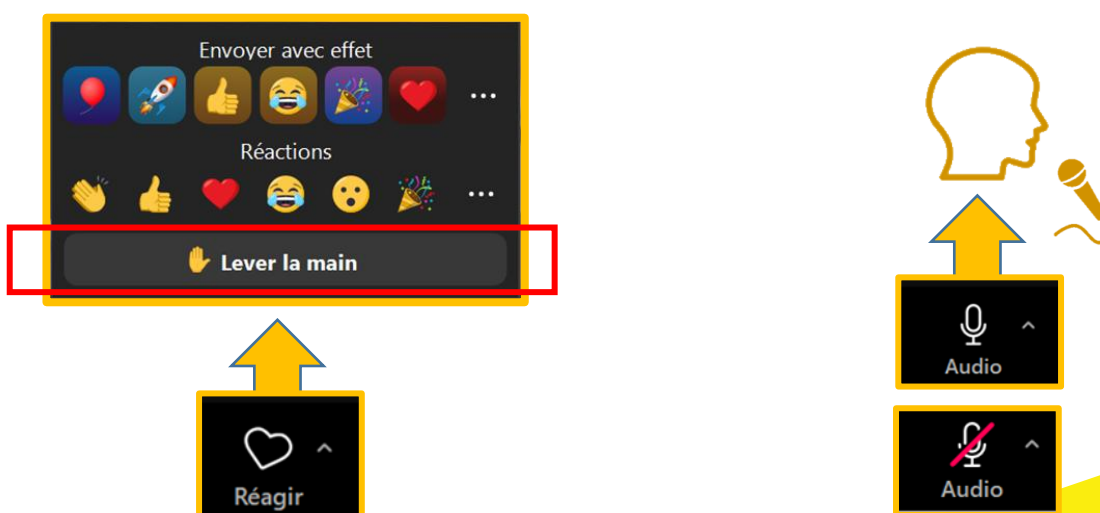 Envoyer avec effet
Réactions
Lever la main
Réagir
Audio
Audio